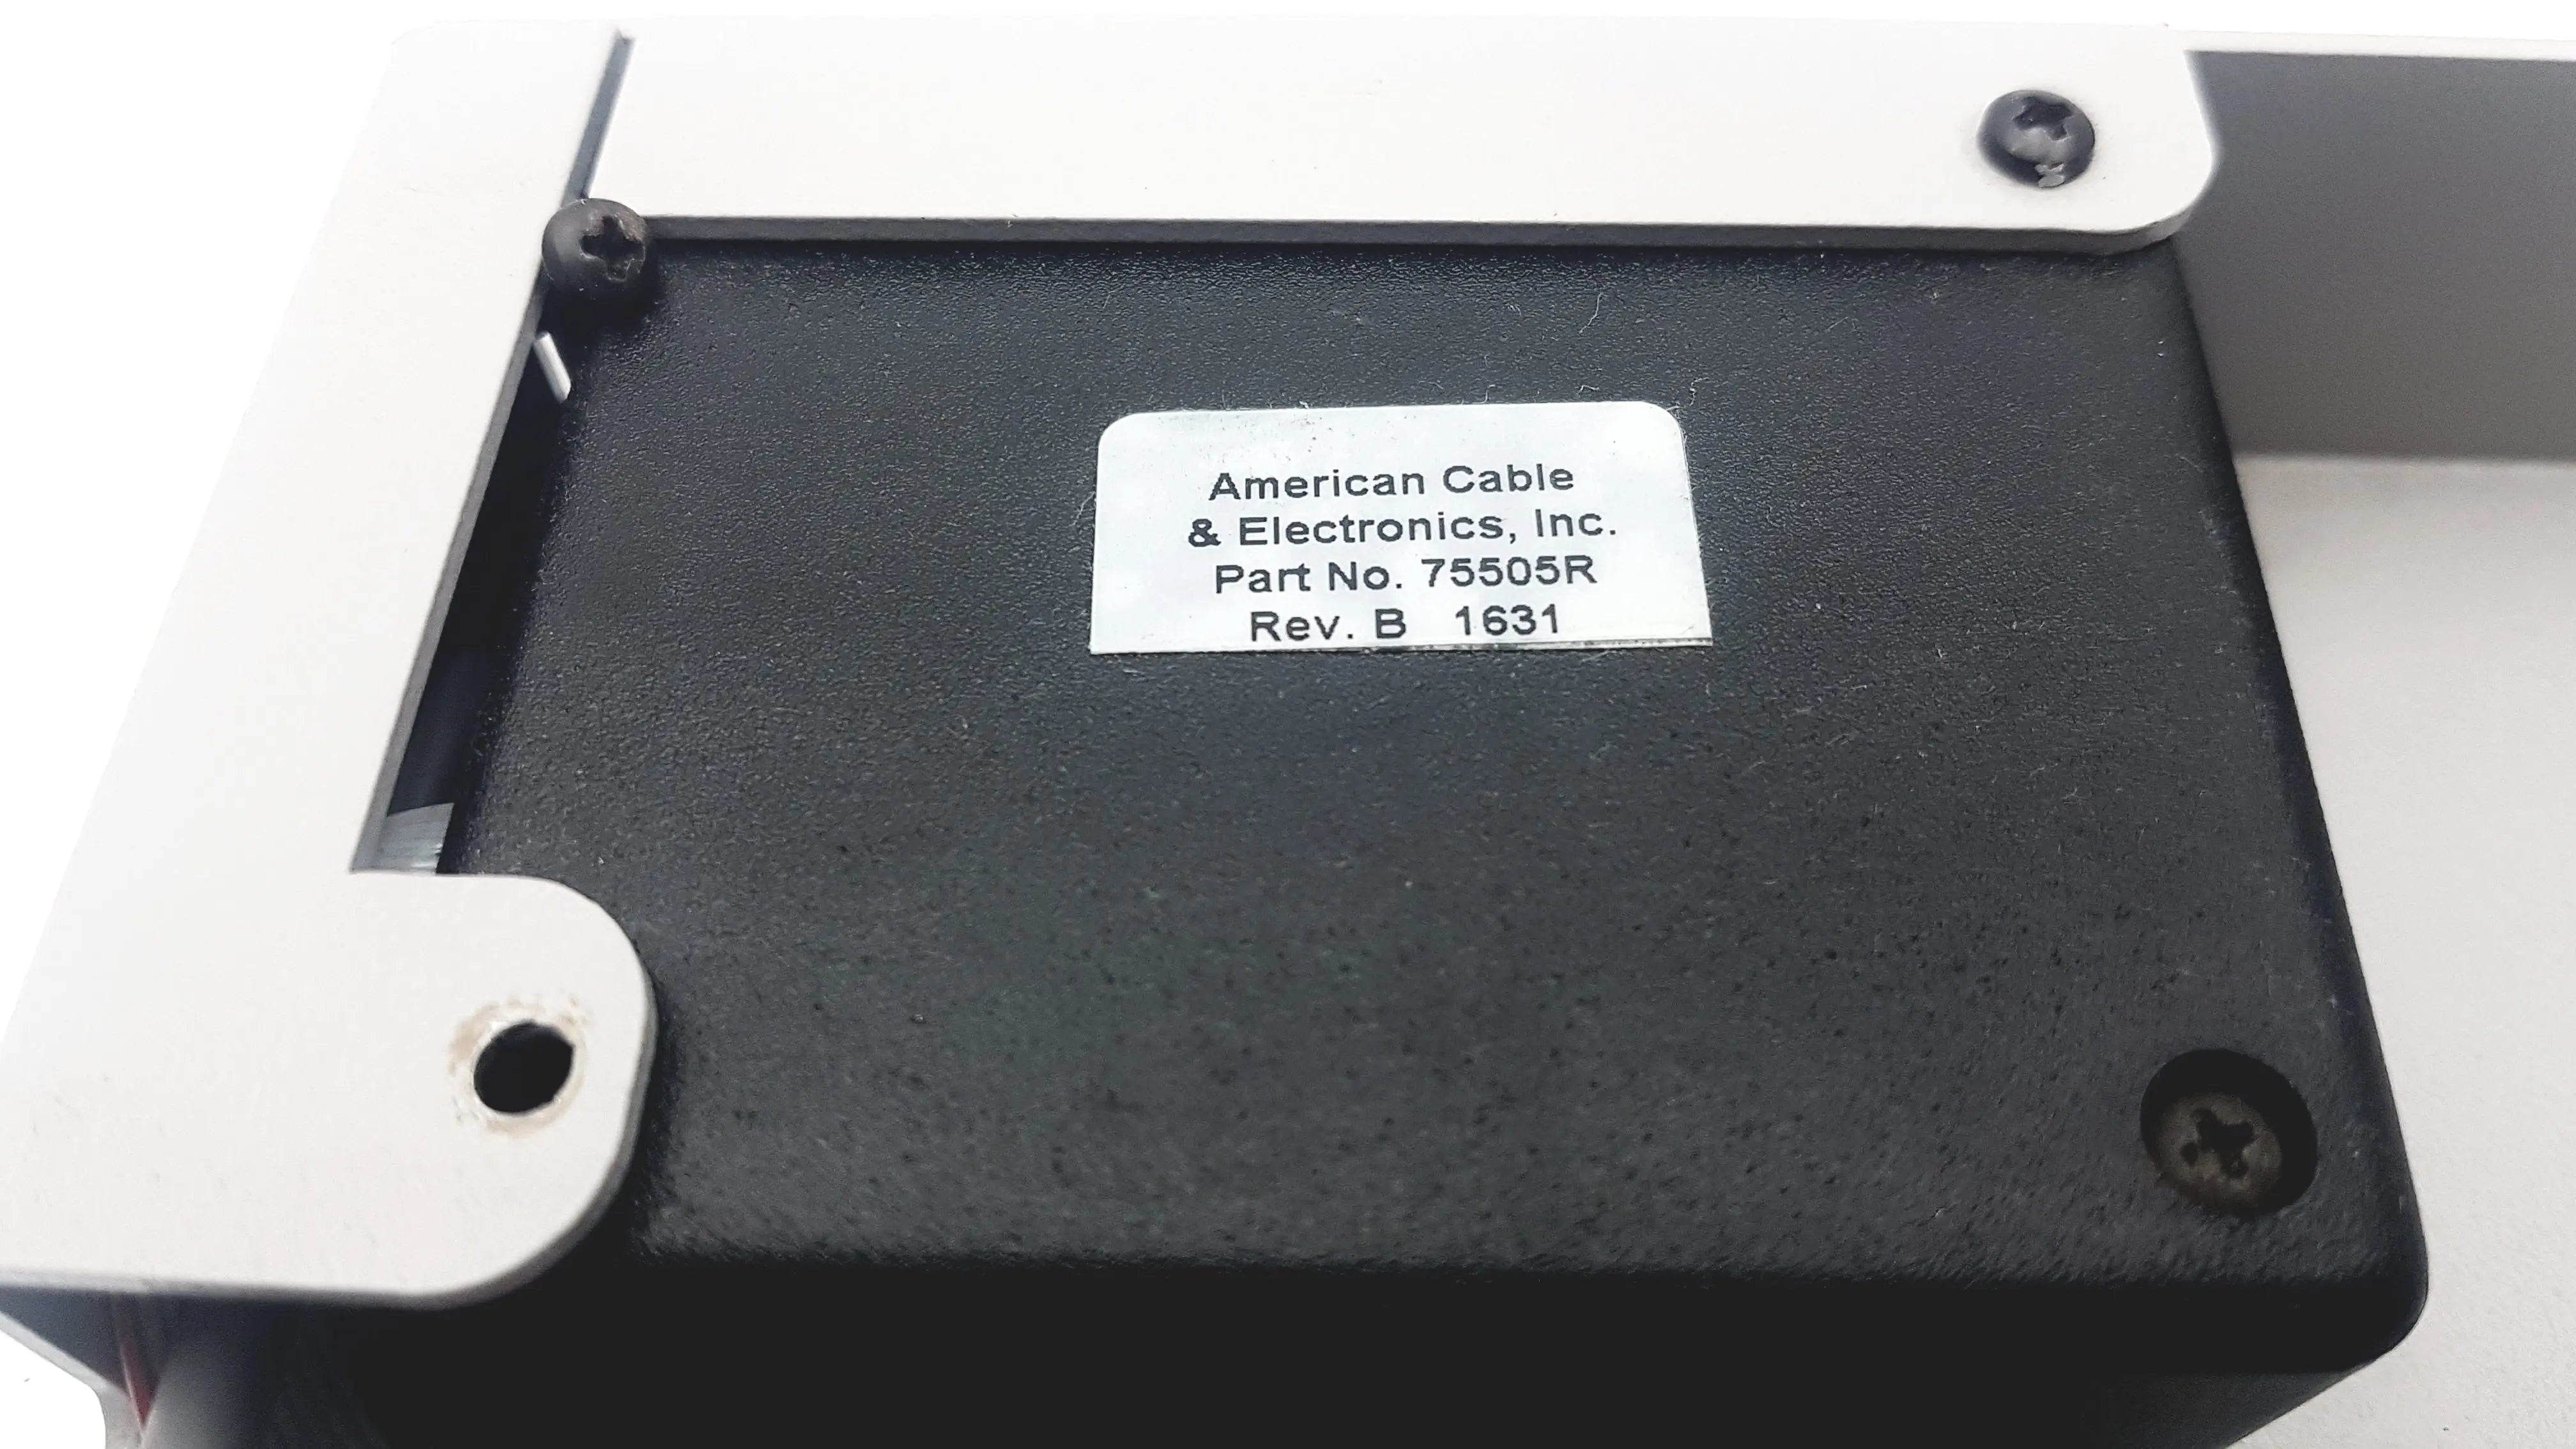 American Cable
& Electronics, Inc.
Part No. 75505R
Rev. B 1631